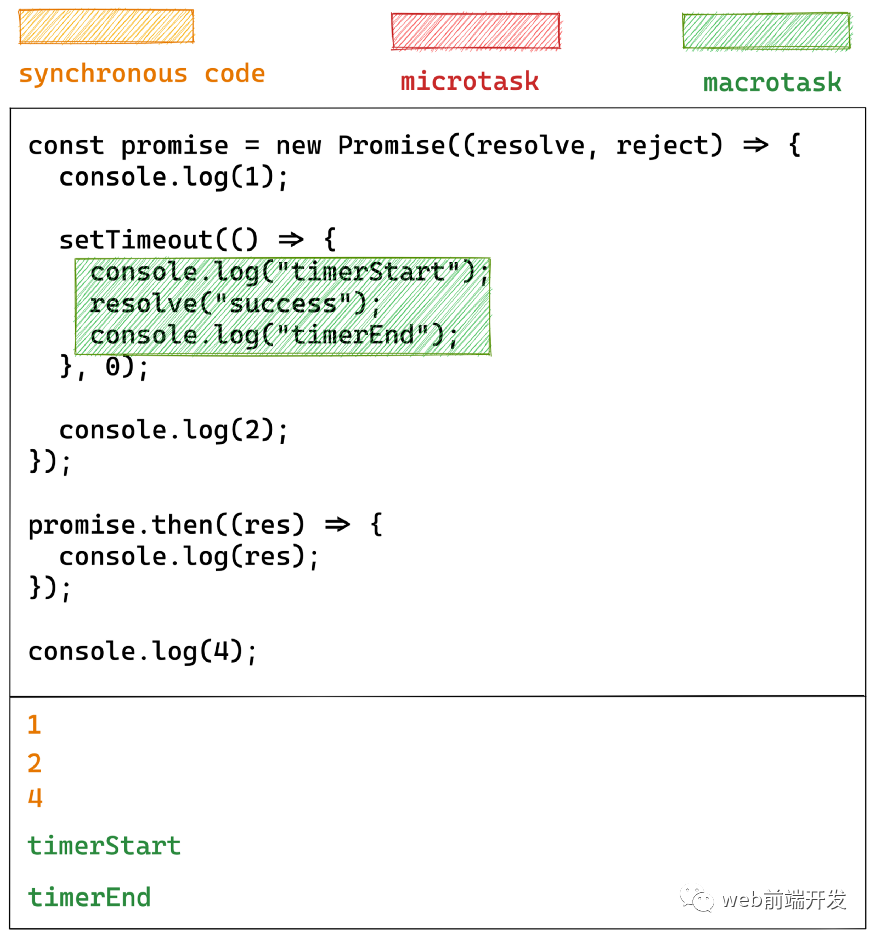 synchronous code
microtask
macrotask
const promise = new Promise((resolve, reject) => {
  console.log(1);
  setTimeout(() => {
    console.log("timerStart");
    resolve("success");
    console.log("timerEnd");
  }, 0);
  console.log(2);
});
promise.then((res) => {
  console.log(res);
});
console.log(4);
1
2
4
timerStart
timerEnd
web前端开发